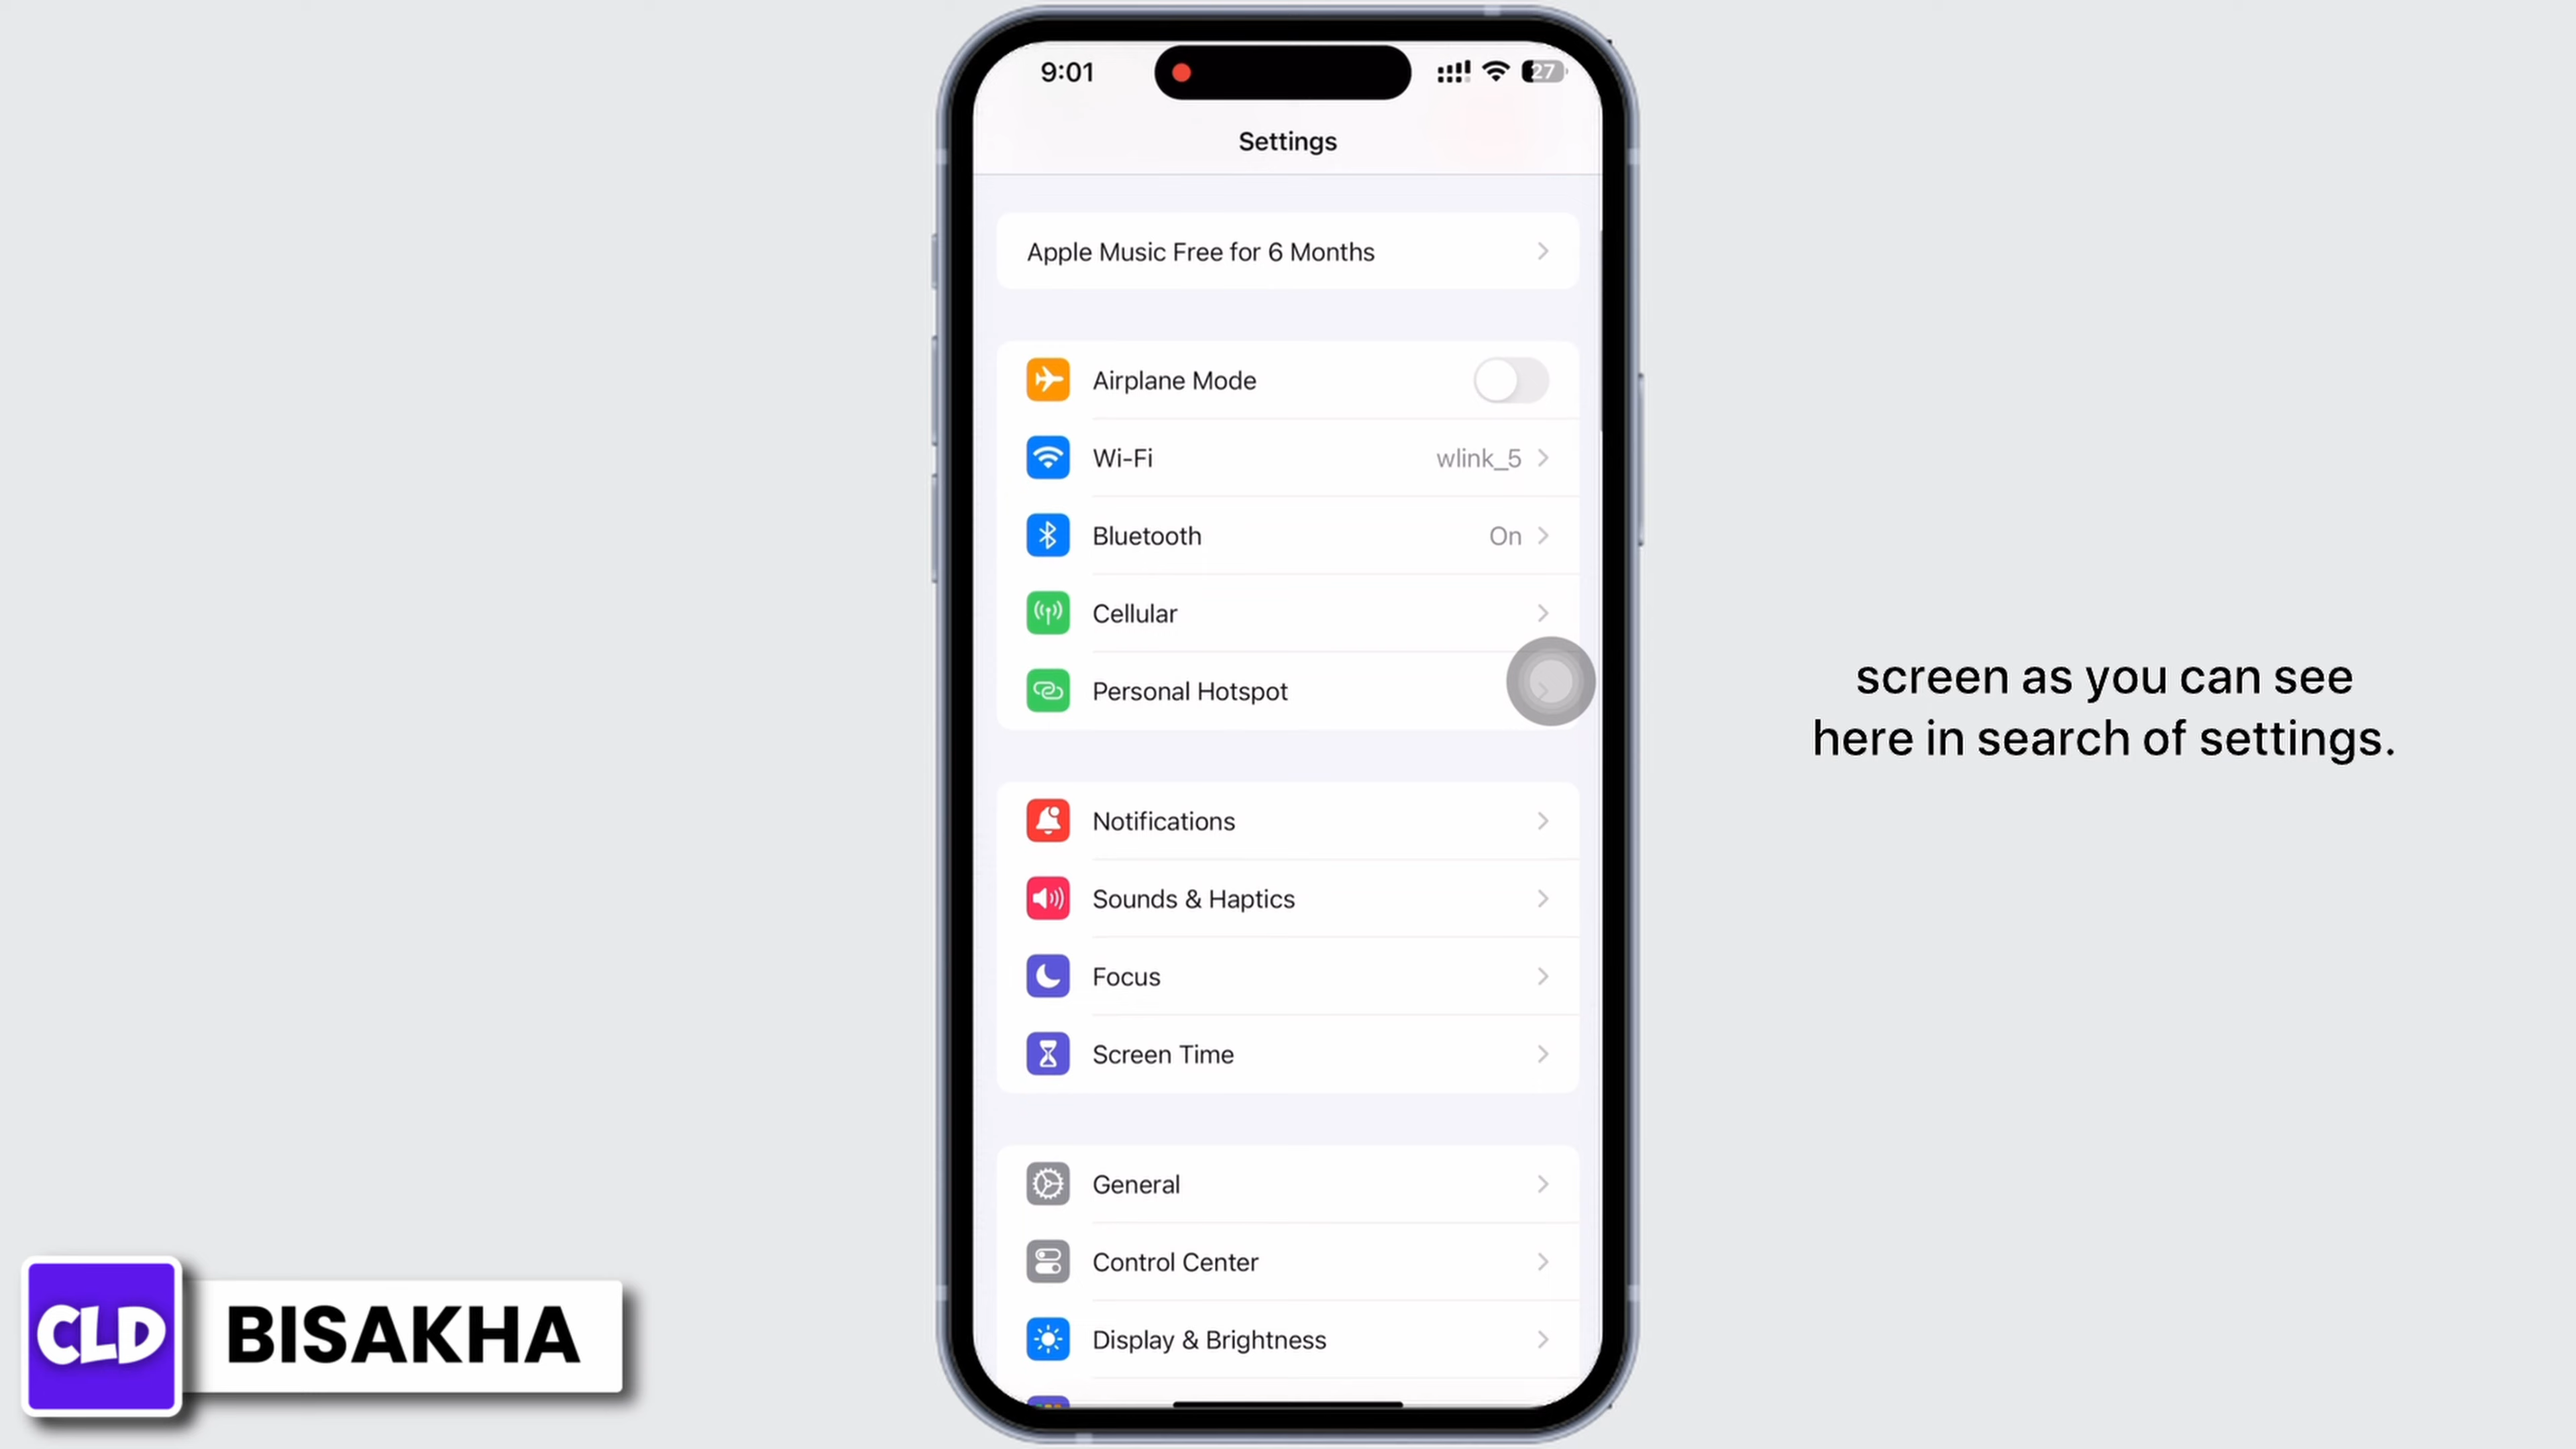 9:01
27
Settings
Apple Music Free for 6 Months
Airplane Mode
Wi-Fi wlink_5
Bluetooth On
Cellular
Personal Hotspot
Notifications
Sounds & Haptics
Focus
Screen Time
General
Control Center
Display & Brightness
screen as you can see
here in search of settings.
CLD BISAKHA